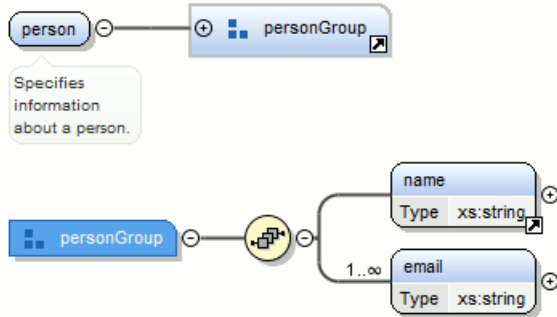 person
personGroup
Specifies
information
about a person.
name
Type xs:string
personGroup
1..∞
email
Type xs:string